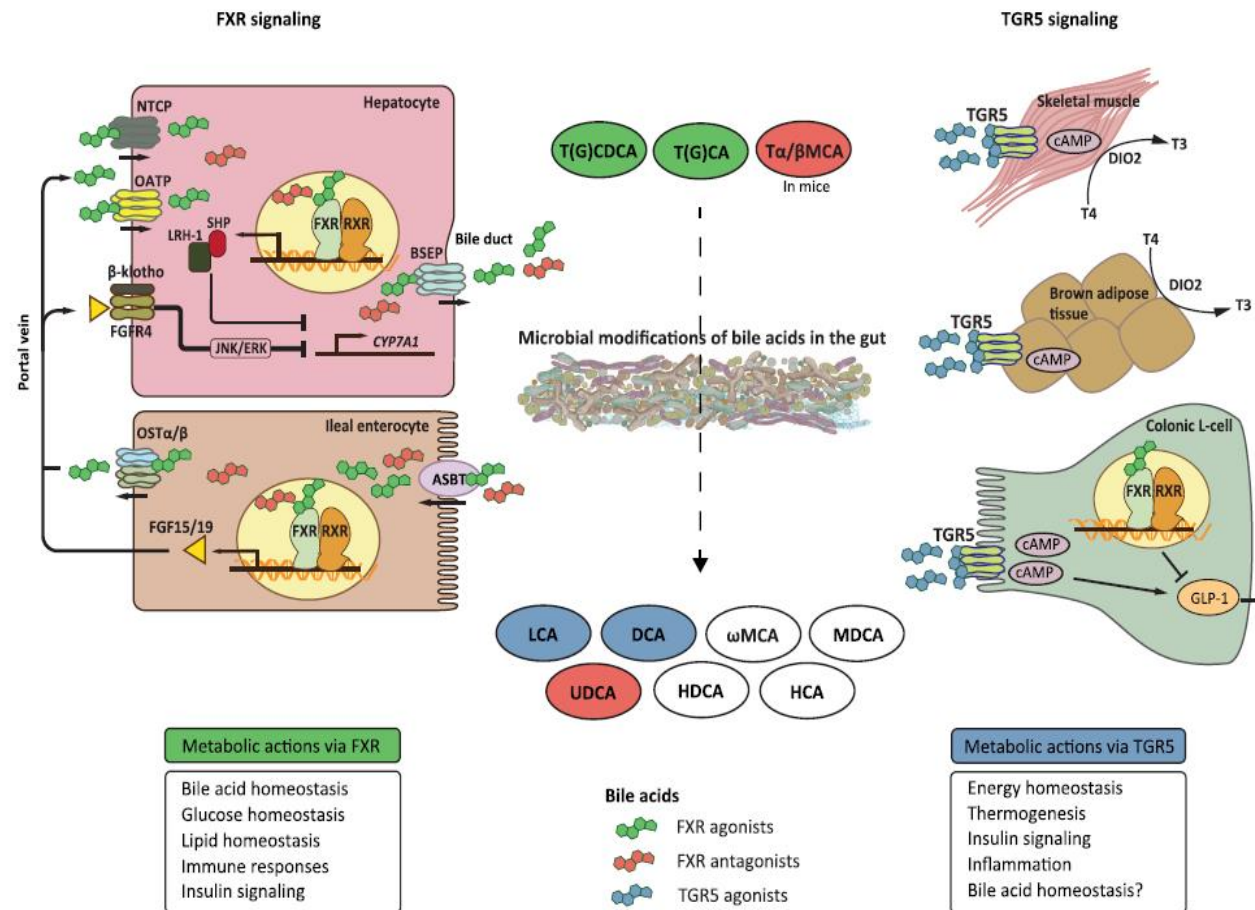 FXR signaling
TGR5 signaling
Hepatocyte
NTCP
OATP
LRH-1
SHP
FXR
RXR
BSEP
Bile duct
β-klotho
FGFR4
JNK/ERK
CYP7A1
Portal vein
Ileal enterocyte
OSTα/β
ASBT
FXR
RXR
FGF15/19
T(G)CDCA
T(G)CA
Tα/βMCA
In mice
Microbial modifications of bile acids in the gut
LCA
DCA
ωMCA
MDCA
UDCA
HDCA
HCA
Skeletal muscle
TGR5
cAMP
DIO2
T3
T4
T4
DIO2
T3
Brown adipose
tissue
TGR5
cAMP
Colonic L-cell
FXR
RXR
TGR5
cAMP
cAMP
GLP-1
Metabolic actions via FXR
Bile acid homeostasis
Glucose homeostasis
Lipid homeostasis
Immune responses
Insulin signaling
Bile acids
FXR agonists
FXR antagonists
TGR5 agonists
Metabolic actions via TGR5
Energy homeostasis
Thermogenesis
Insulin signaling
Inflammation
Bile acid homeostasis?